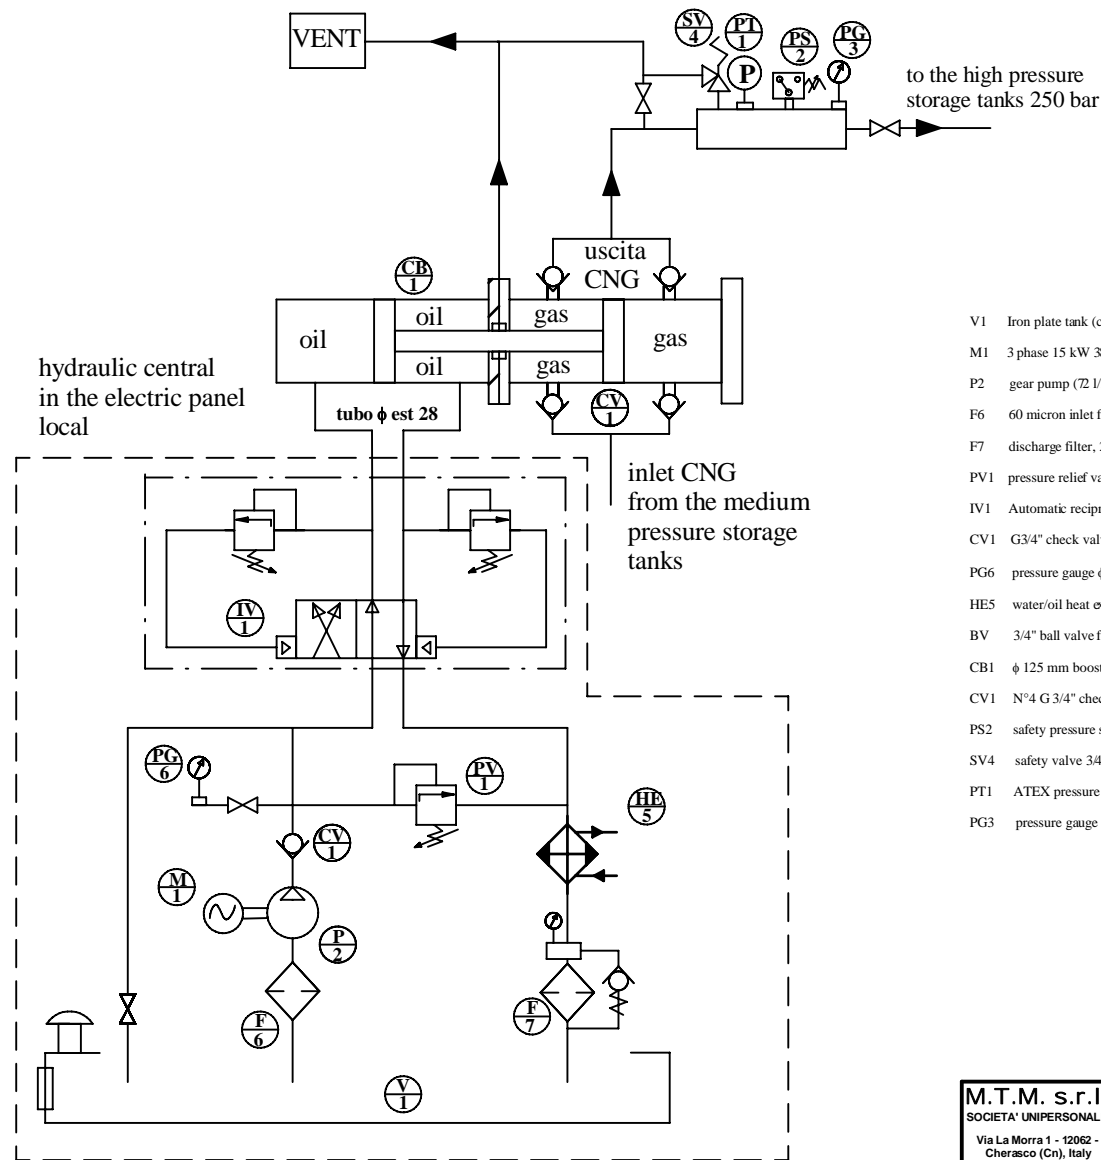 VENT
SV
4
PT
1
PS
2
PG
3
P
to the high pressure
storage tanks 250 bar
uscita
CNG
CB
1
oil
oil
gas
gas
oil
gas
CV
1
tubo ϕ est 28
hydraulic central
in the electric panel
local
inlet CNG
from the medium
pressure storage
tanks
IV
1
PG
6
PV
1
HE
5
CV
1
M
1
P
2
F
6
F
7
V
1
V1 Iron plate tank (c
M1 3 phase 15 kW
P2 gear pump (72 l/
F6 60 micron inlet f
F7 discharge filter,
PV1 pressure relief va
IV1 Automatic recipr
CV1 G3/4" check val
PG6 pressure gauge ϕ
HE5 water/oil heat
BV 3/4" ball valve f
CB1 ϕ 125 mm boost
CV1 N°4 G 3/4" chec
PS2 safety pressure s
SV4 safety valve 3/4
PT1 ATEX pressure
PG3 pressure gauge
M.T.M. s.r.l
SOCIETA' UNIPERSONAL
Via La Morra 1 - 12062 -
Cherasco (Cn), Italy